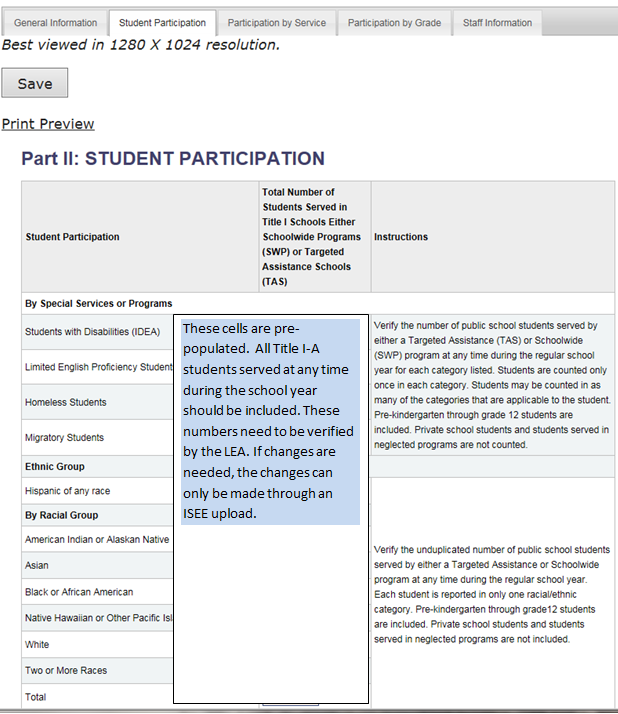 General Information Student Participation Participation by Service Participation by Grade Staff Information
Best viewed in 1280 X 1024 resolution.
Save
Print Preview
Part II: STUDENT PARTICIPATION
Student Participation
Total Number of
Students Served in
Title I Schools Either
Schoolwide Programs
(SWP) or Targeted
Assistance Schools
(TAS)
Instructions
By Special Services or Programs
Students with Disabilities (IDEA)
Limited English Proficiency Student
Homeless Students
Migratory Students
These cells are pre-
populated. All Title I-A
students served at any time
during the school year
should be included. These
numbers need to be verified
by the LEA. If changes are
needed, the changes can
only be made through an
ISEE upload.
Verify the number of public school students served by
either a Targeted Assistance (TAS) or Schoolwide
(SWP) program at any time during the regular school
year for each category listed. Students are counted only
once in each category. Students may be counted in as
many of the categories that are applicable to the student.
Pre-kindergarten through grade 12 students are
included. Private school students and students served in
neglected programs are not counted.
Ethnic Group
Hispanic of any race
By Racial Group
American Indian or Alaskan Native
Asian
Black or African American
Native Hawaiian or Other Pacific Isl
White
Two or More Races
Total
Verify the unduplicated number of public school students
served by either a Targeted Assistance or Schoolwide
program at any time during the regular school year.
Each student is reported in only one racial/ethnic
category. Pre-kindergarten through grade12 students
are included. Private school students and students
served in neglected programs are not included.